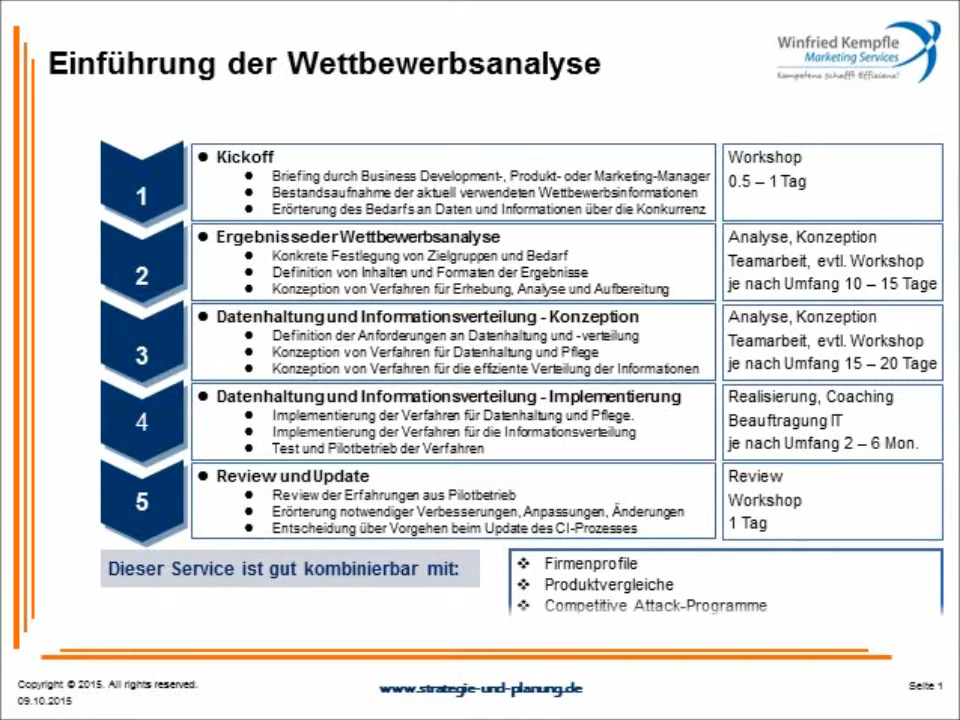 Einführung der Wettbewerbsanalyse
Winfried Kempfle
Marketing Services
Kompetenz schafft Effizienz!
1
Kickoff
Briefing durch Business Development-, Produkt- oder Marketing-Manager
Bestandsaufnahme der aktuell verwendeten Wettbewerbsinformationen
Erörterung des Bedarfs an Daten und Informationen über die Konkurrenz
Workshop
0.5 – 1 Tag
2
Ergebnisse der Wettbewerbsanalyse
Konkrete Festlegung von Zielgruppen und Bedarf
Definition von Inhalten und Formaten der Ergebnisse
Konzeption von Verfahren für Erhebung, Analyse und Aufbereitung
Analyse, Konzeption
Teamarbeit, evtl. Workshop
je nach Umfang 10 – 15 Tage
3
Datenhaltung und Informationsverteilung - Konzeption
Definition der Anforderungen an Datenhaltung und -verteilung
Konzeption von Verfahren für Datenhaltung und Pflege
Konzeption von Verfahren für die effiziente Verteilung der Informationen
Analyse, Konzeption
Teamarbeit, evtl. Workshop
je nach Umfang 15 – 20 Tage
4
Datenhaltung und Informationsverteilung - Implementierung
Implementierung der Verfahren für Datenhaltung und Pflege.
Implementierung der Verfahren für die Informationsverteilung
Test und Pilotbetrieb der Verfahren
Realisierung, Coaching
Beauftragung IT
je nach Umfang 2 – 6 Mon.
5
Review und Update
Review der Erfahrungen aus Pilotbetrieb
Erörterung notwendiger Verbesserungen, Anpassungen, Änderungen
Entscheidung über Vorgehen beim Update des CI-Prozesses
Review
Workshop
1 Tag
Dieser Service ist gut kombinierbar mit:
Firmenprofile
Produktvergleiche
Competitive Attack-Programme
Copyright © 2015. All rights reserved.
09.10.2015
www.strategie-und-planung.de
Seite 1